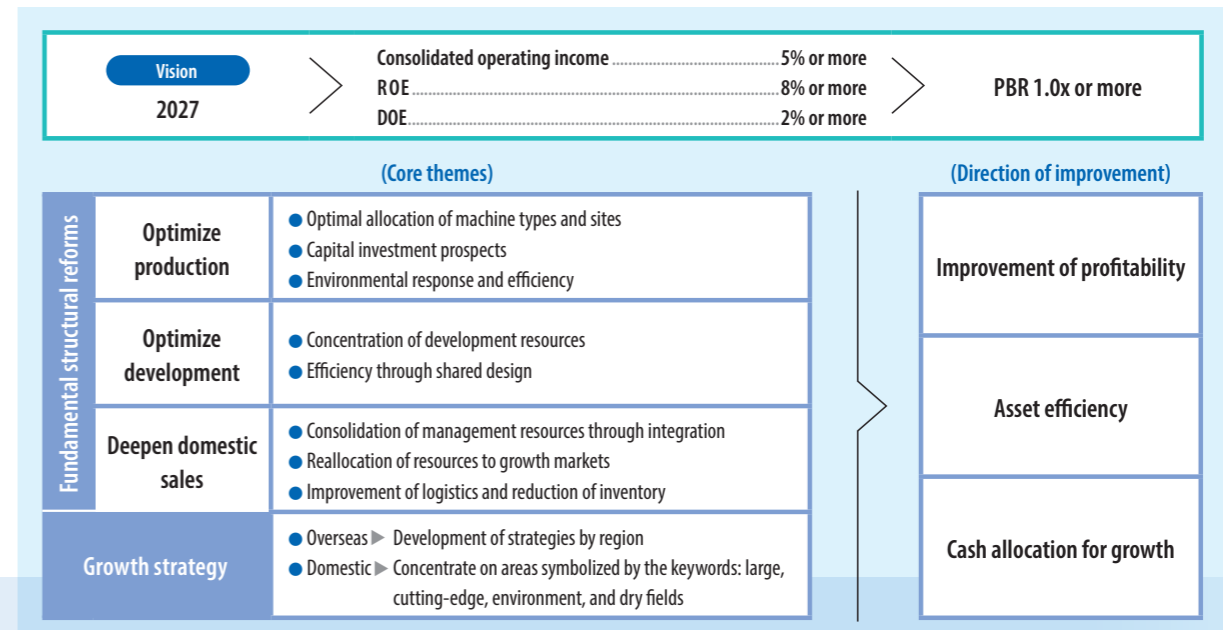 Vision
2027
Consolidated operating income ........................................ 5% or more
ROE ........................................ 8% or more
DOE ........................................ 2% or more
PBR 1.0x or more
(Core themes)
(Direction of improvement)
Fundamental structural reforms
Optimize
production
● Optimal allocation of machine types and sites
● Capital investment prospects
● Environmental response and efficiency
Optimize
development
● Concentration of development resources
● Efficiency through shared design
Deepen domestic
sales
● Consolidation of management resources through integration
● Reallocation of resources to growth markets
● Improvement of logistics and reduction of inventory
Growth strategy
● Overseas ▶ Development of strategies by region
● Domestic ▶ Concentrate on areas symbolized by the keywords: large,
cutting-edge, environment, and dry fields
Improvement of profitability
Asset efficiency
Cash allocation for growth